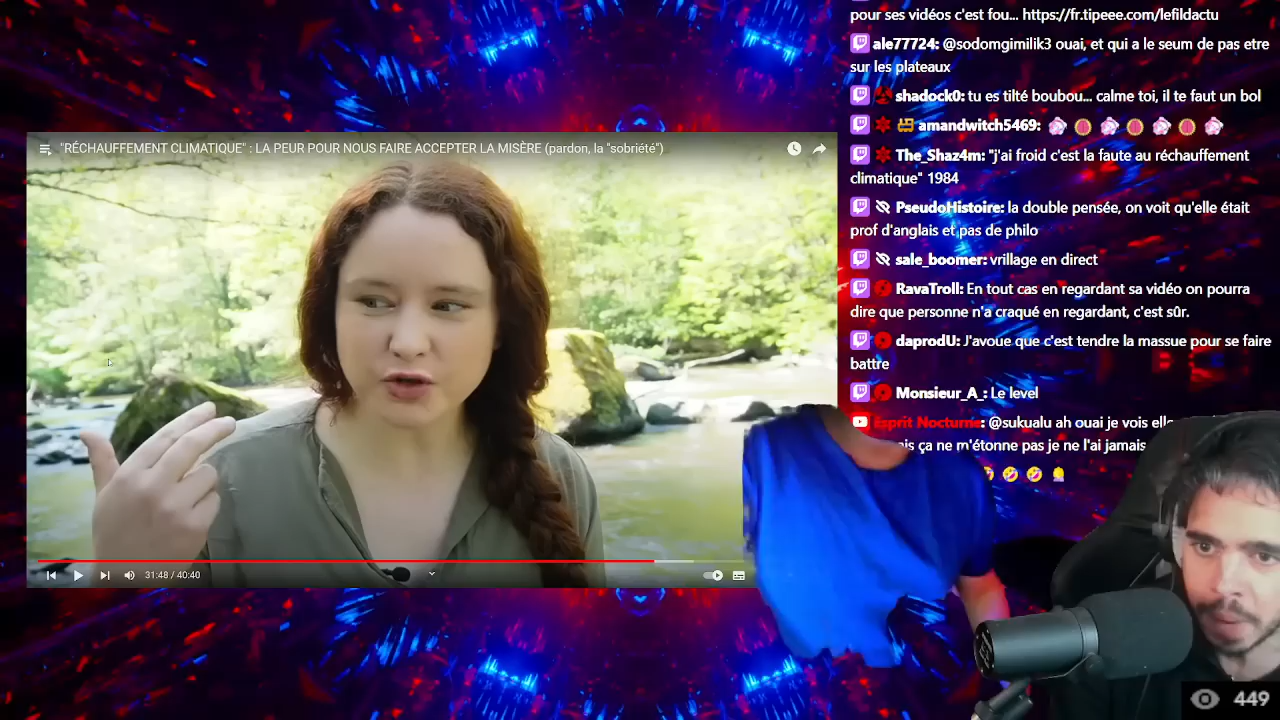 "RÉCHAUFFEMENT CLIMATIQUE" : LA PEUR POUR NOUS FAIRE ACCEPTER LA MISÈRE (pardon, la "sobriété")
31:48 / 40:40
pour ses vidéos c'est fou... https://fr.tipeee.com/lefildactu
ale77724: @sodomgimilik3 ouai, et qui a le seum de pas etre
sur les plateaux
shadock0: tu es tilté boubou... calme toi, il te faut un bol
amandwitch5469:
The_Shaz4m: "j'ai froid c'est la faute au réchauffement
climatique" 1984
PseudoHistoire: la double pensée, on voit qu'elle était
prof d'anglais et pas de philo
sale_boomer: vrillage en direct
RavaTroll: En tout cas en regardant sa vidéo on pourra
dire que personne n'a craqué en regardant, c'est sûr.
daprodU: J'avoue que c'est tendre la massue pour se faire
battre
Monsieur_A_: Le level
Esprit Nocturne: @sukualu ah ouai je vois elle
ça ne m'étonne pas je ne l'ai jamais
449